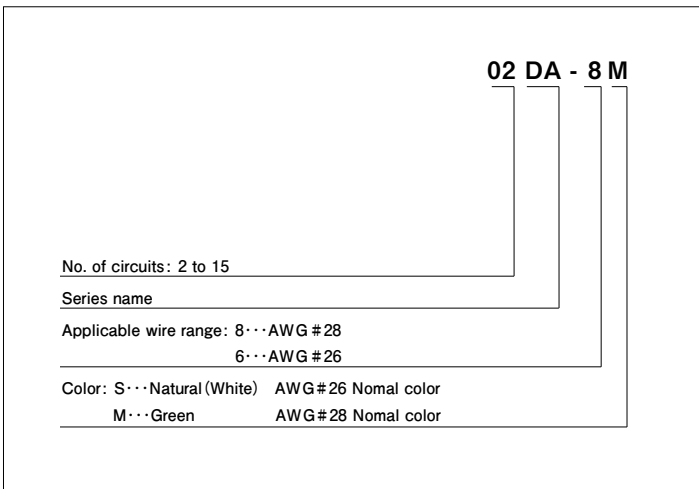 02 DA - 8 M
No. of circuits: 2 to 15
Series name
Applicable wire range: 8···AWG #28
6···AWG #26
Color: S···Natural(White) AWG#26 Nomal color
M···Green AWG#28 Nomal color